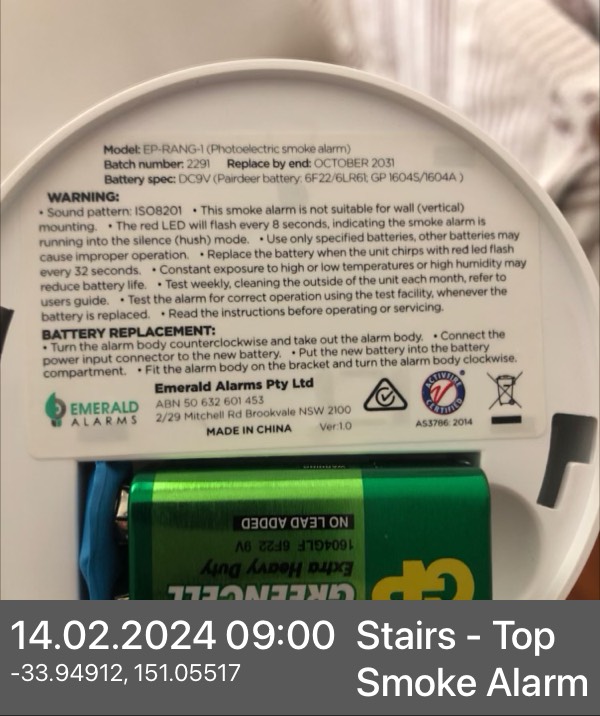 Model: EP-RANG-1 (Photoelectric smoke alarm)
Batch number: 2291 Replace by end: OCTOBER 2031
Battery spec: DC9V (Pairdeer battery: 6F22/6LR61; GP 1604S/1604A )
WARNING:
• Sound pattern: ISO8201 • This smoke alarm is not suitable for wall (vertical)
mounting. • The red LED will flash every 8 seconds, indicating the smoke alarm is
running into the silence (hush) mode. • Use only specified batteries, other batteries may
cause improper operation. • Replace the battery when the unit chirps with red led flash
every 32 seconds. • Constant exposure to high or low temperatures or high humidity may
reduce battery life. • Test weekly, cleaning the outside of the unit each month, refer to
users guide. • Test the alarm for correct operation using the test facility, whenever the
battery is replaced. • Read the instructions before operating or servicing.
BATTERY REPLACEMENT:
• Turn the alarm body counterclockwise and take out the alarm body. • Connect the
power input connector to the new battery. • Put the new battery into the battery
compartment. • Fit the alarm body on the bracket and turn the alarm body clockwise.
EMERALD
ALARMS
Emerald Alarms Pty Ltd
ABN 50 632 601 453
2/29 Mitchell Rd Brookvale NSW 2100
MADE IN CHINA Ver:1.0
ACTIVFIRE
CERTIFIED
AS3786: 2014
WARNING
NO LEAD ADDED
1604GLF 6F22 9V
Extra Heavy Duty
GREENCELL
GP
14.02.2024 09:00
-33.94912, 151.05517
Stairs - Top
Smoke Alarm